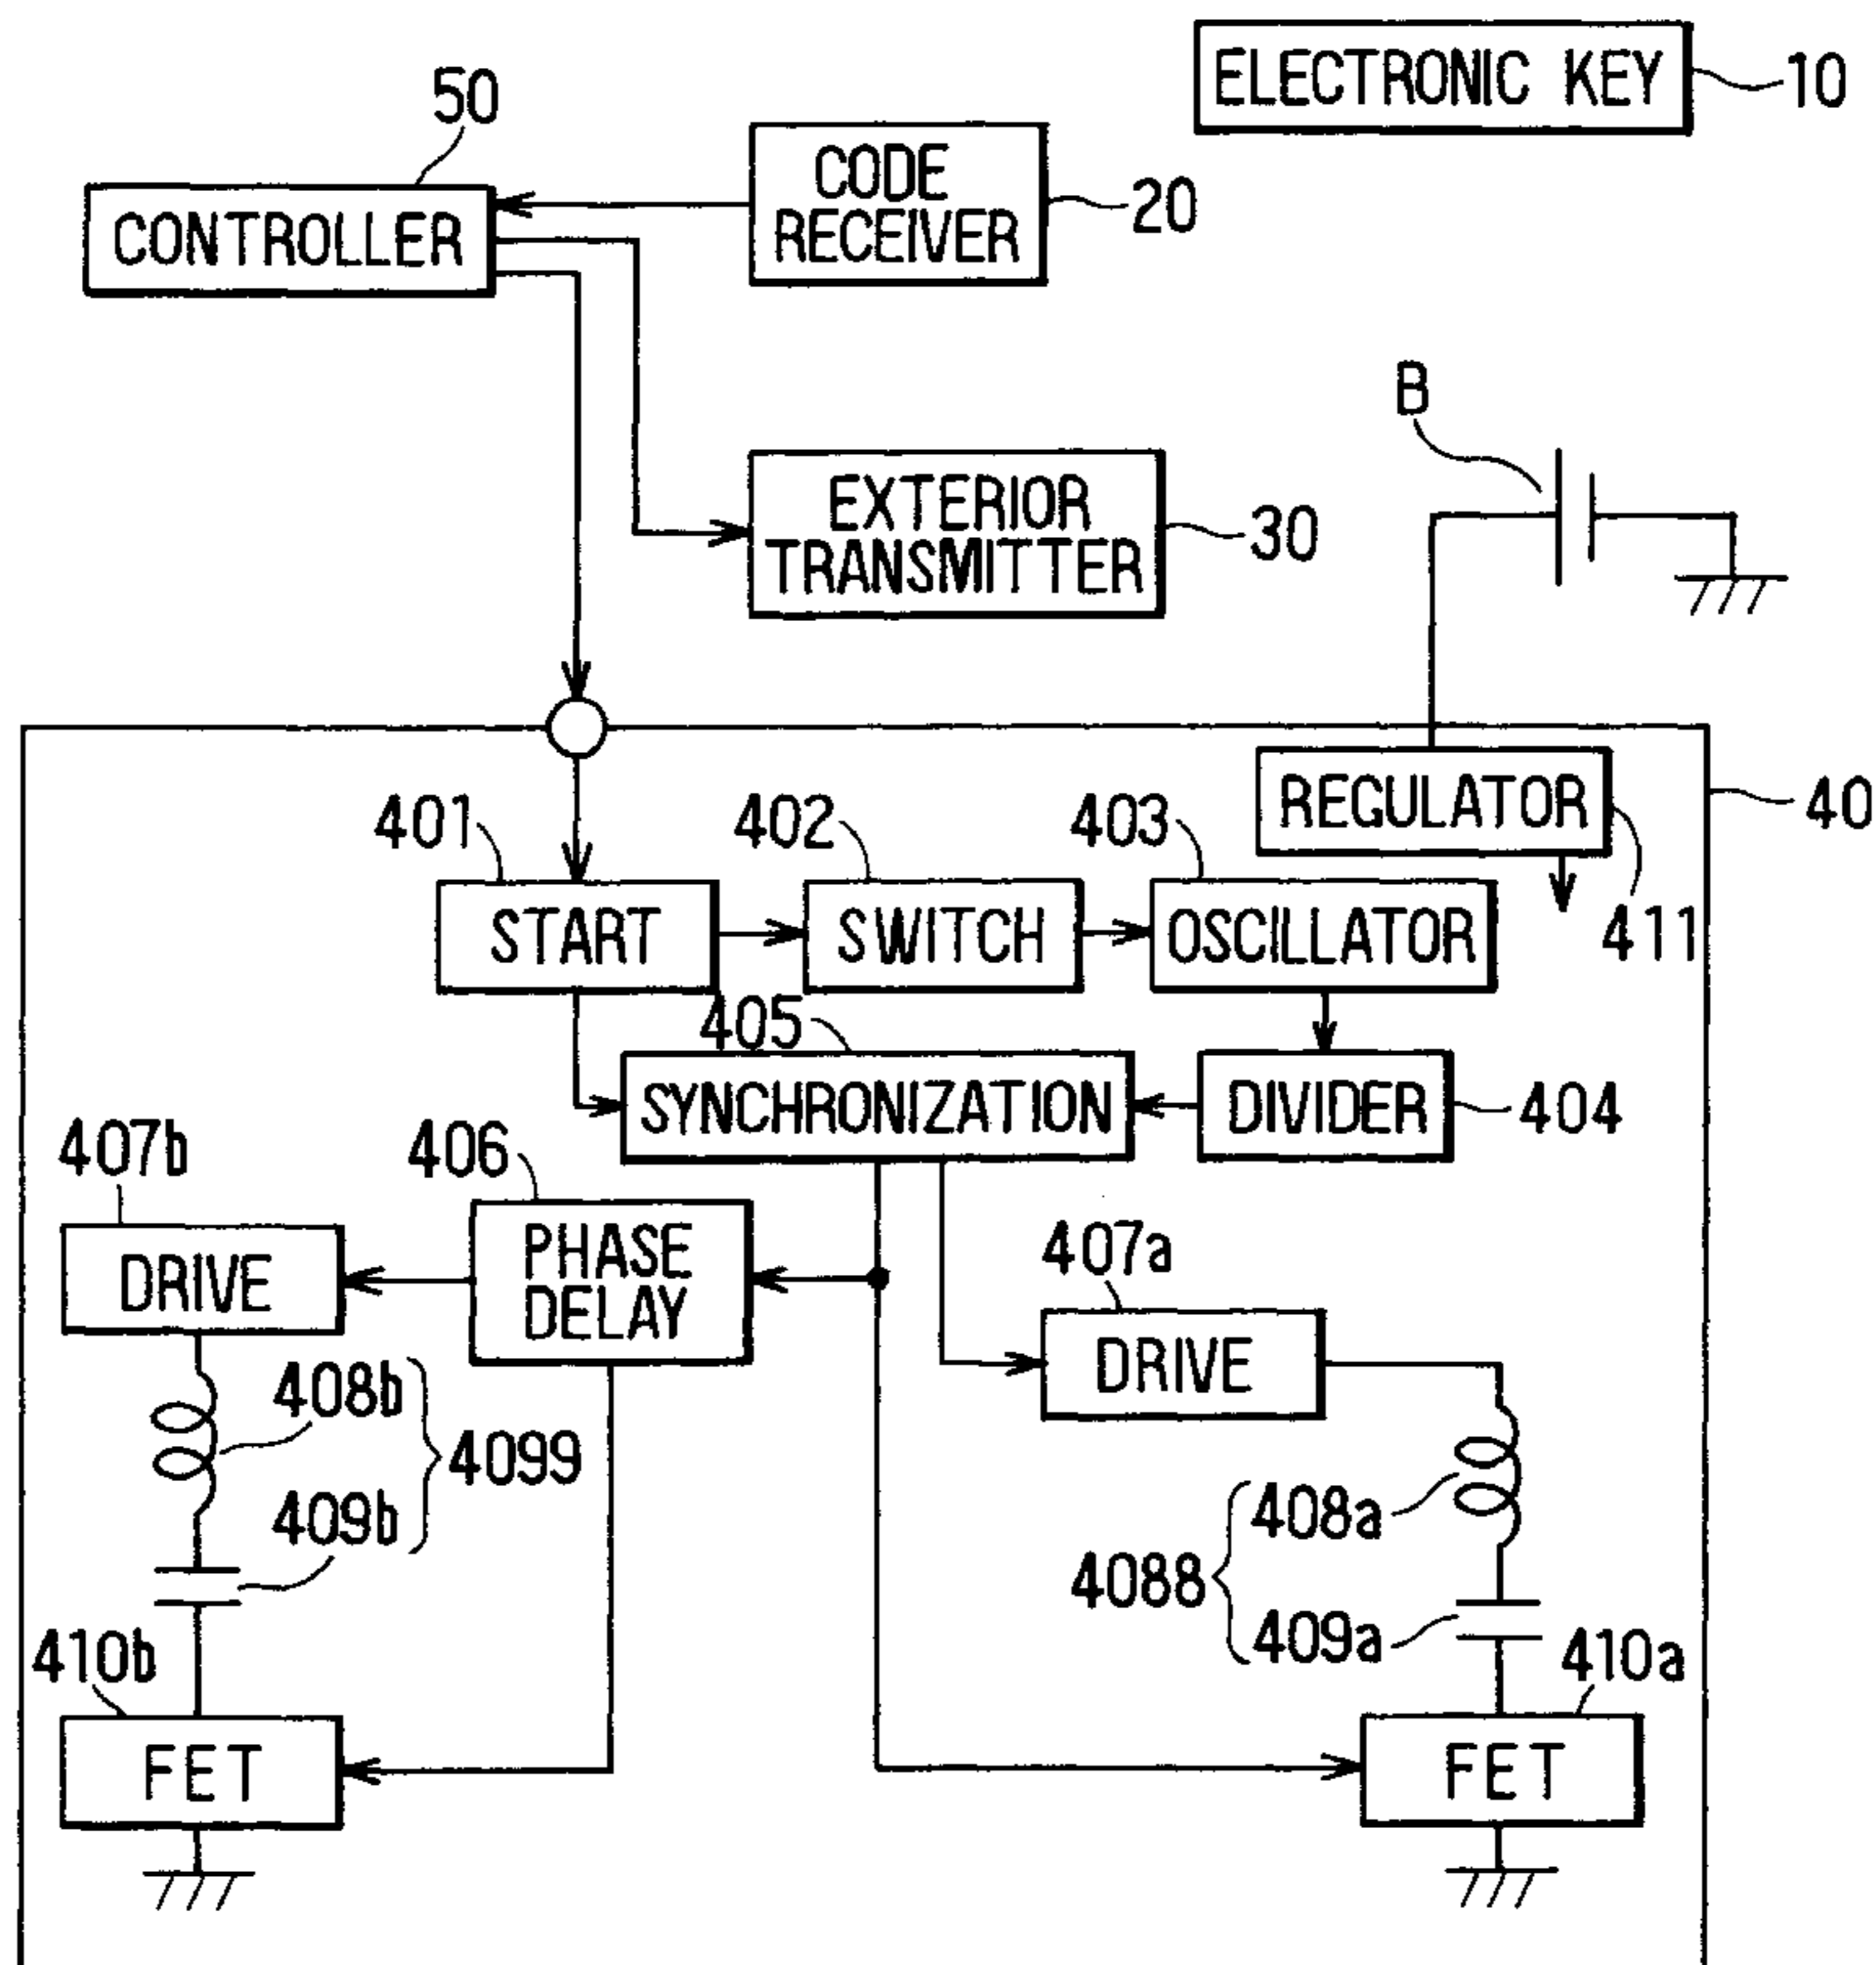 ELECTRONIC KEY
10
50
CODE
RECEIVER
20
CONTROLLER
B
EXTERIOR
TRANSMITTER
30
REGULATOR
40
401
402
403
411
START
SWITCH
OSCILLATOR
405
SYNCHRONIZATION
DIVIDER
404
407b
406
DRIVE
PHASE
DELAY
407a
DRIVE
408b
4099
409b
408a
4088
409a
410b
410a
FET
FET